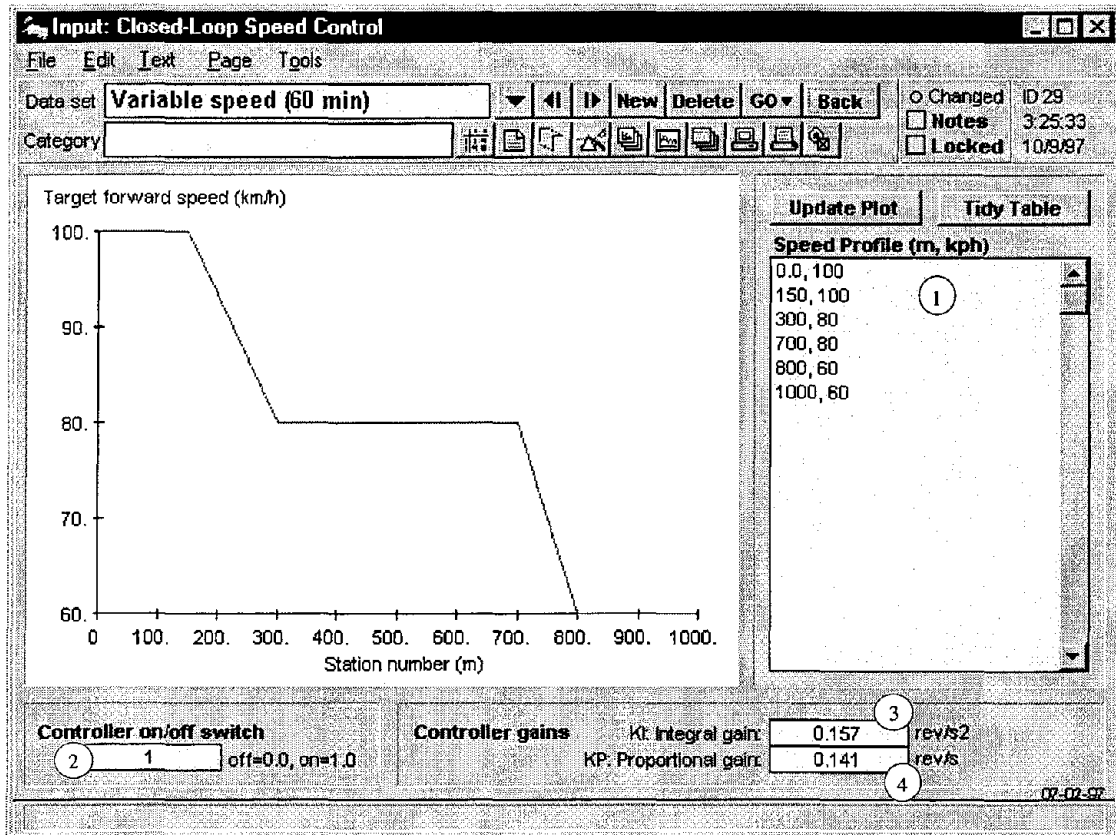 Input: Closed-Loop Speed Control
File Edit Text Page Tools
Data set Variable speed (60 min) New Delete GO Back Changed ID 29
Notes 3:25:33
Category Locked 10/9/97
Target forward speed (km/h)
100.
90.
80.
70.
60.
0 100. 200. 300. 400. 500. 600. 700. 800. 900. 1000.
Station number (m)
Update Plot Tidy Table
Speed Profile (m, kph)
0.0, 100
150, 100
300, 80
700, 80
800, 60
1000, 60
1
Controller on/off switch
2 1 off=0.0, on=1.0
Controller gains KI: Integral gain: 0.157 rev/s2 3
KP: Proportional gain: 0.141 rev/s 4
07-02-97